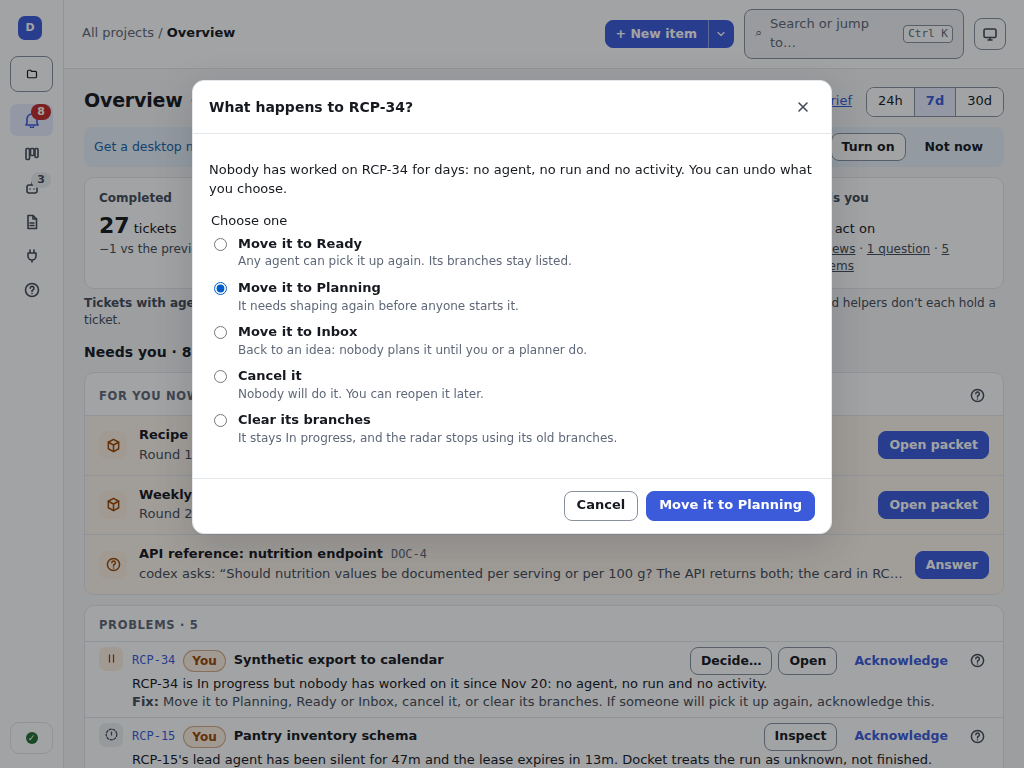 D
All projects / Overview
+ New item
Search or jump to…
Ctrl K
8
3
Overview
24h
7d
30d
Get a desktop
Turn on
Not now
Completed
27 tickets
−1 vs the
s you
act on
· 1 question · 5
Tickets with
helpers don’t each hold a
ticket.
Needs you · 8
FOR YOU NOW
Recipe
Round 1
Open packet
Weekly
Round 2
Open packet
API reference: nutrition endpoint DOC-4
codex asks: “Should nutrition values be documented per serving or per 100 g? The API returns both; the card in RC…
Answer
PROBLEMS · 5
RCP-34 You Synthetic export to calendar
Decide… Open Acknowledge
RCP-34 is In progress but nobody has worked on it since Nov 20: no agent, no run and no activity.
Fix: Move it to Planning, Ready or Inbox, cancel it, or clear its branches. If someone will pick it up again, acknowledge this.
RCP-15 You Pantry inventory schema
Inspect Acknowledge
RCP-15's lead agent has been silent for 47m and the lease expires in 13m. Docket treats the run as unknown, not finished.
What happens to RCP-34?
Nobody has worked on RCP-34 for days: no agent, no run and no activity. You can undo what
you choose.
Choose one
Move it to Ready
Any agent can pick it up again. Its branches stay listed.
Move it to Planning
It needs shaping again before anyone starts it.
Move it to Inbox
Back to an idea: nobody plans it until you or a planner do.
Cancel it
Nobody will do it. You can reopen it later.
Clear its branches
It stays In progress, and the radar stops using its old branches.
Cancel
Move it to Planning